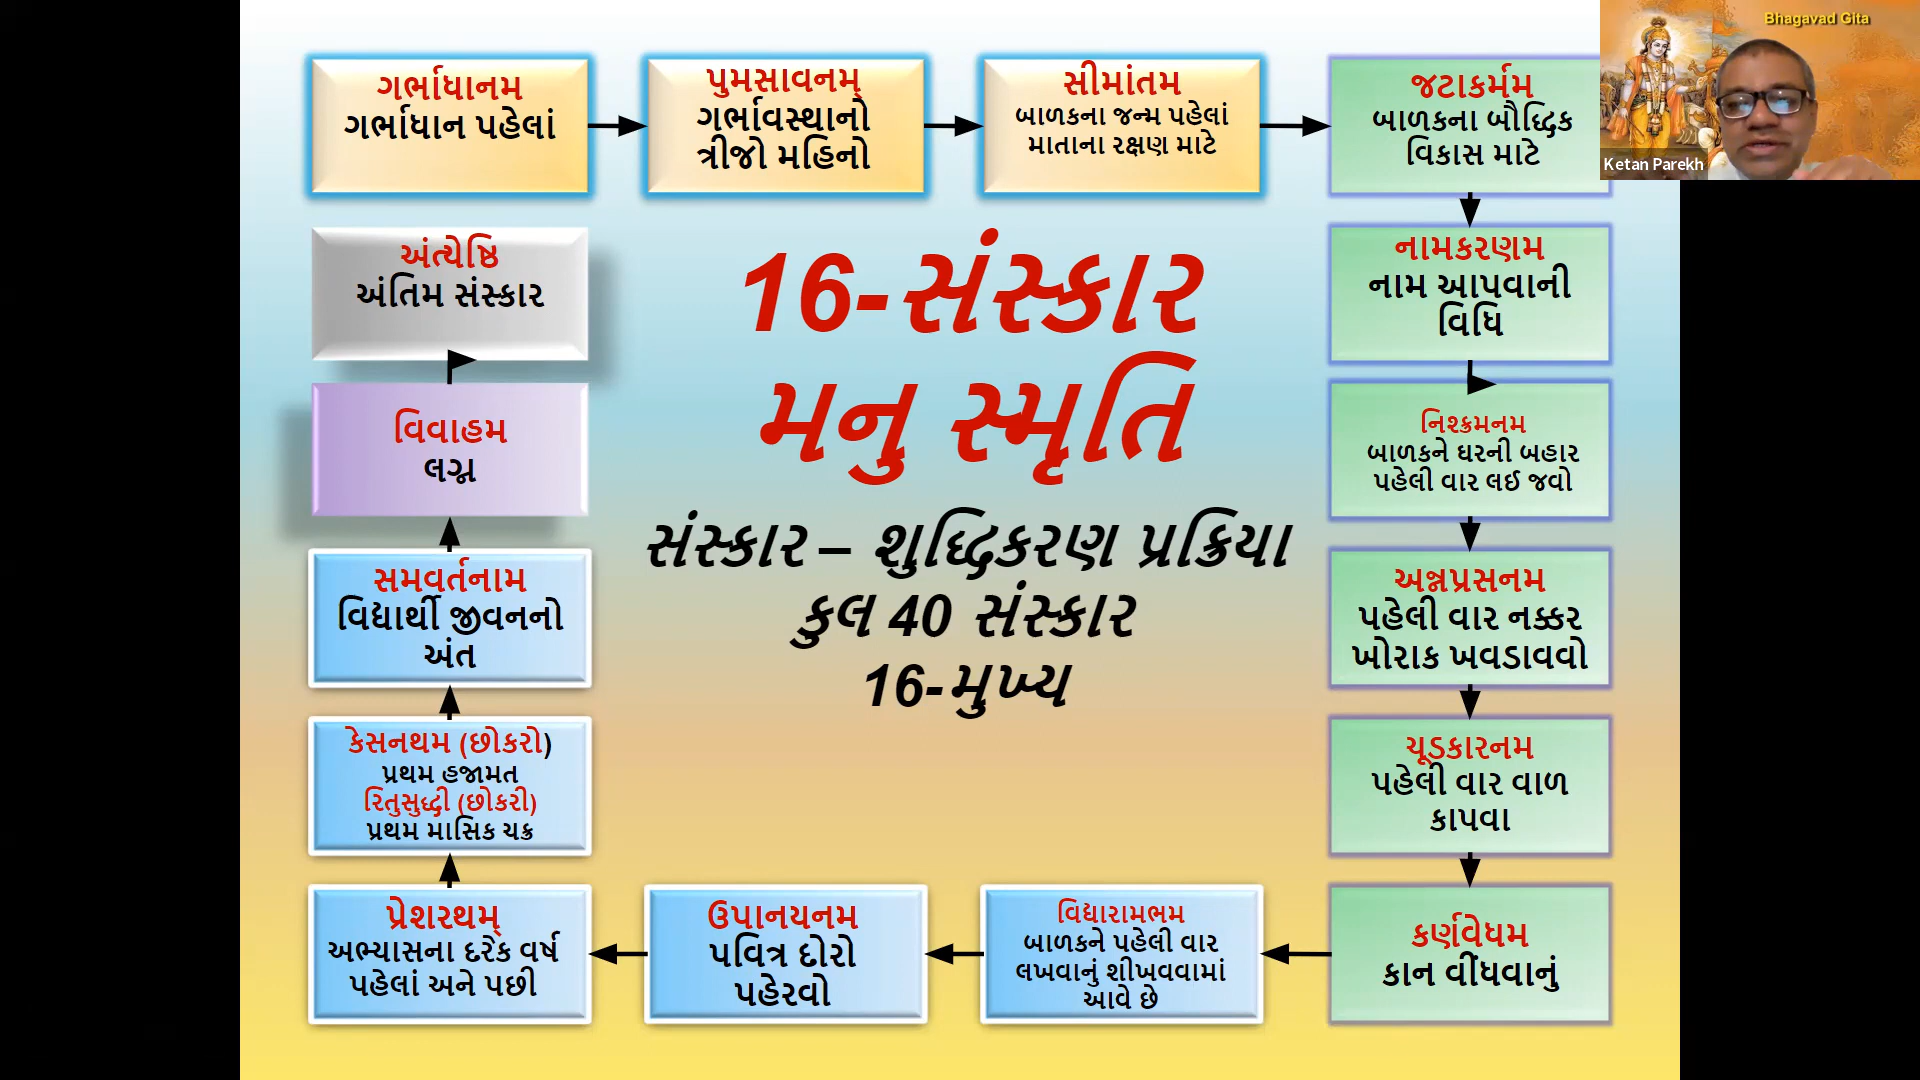 ગર્ભાધાનમ
ગર્ભાધાન પહેલાં
પુમસાવનમ્
ગર્ભાવસ્થાનો
ત્રીજો મહિનો
સીમાંતમ
બાળકના જન્મ પહેલાં
માતાના રક્ષણ માટે
જટાકર્મમ
બાળકના બૌધ્ધિક
વિકાસ માટે
Bhagavad Gita
Ketan Parekh
નામકરણમ
નામ આપવાની
વિધિ
નિશ્ક્રમનમ
બાળકને ઘરની બહાર
પહેલી વાર લઈ જવો
અન્નપ્રસનમ
પહેલી વાર નક્કર
ખોરાક ખવડાવવો
ચૂડકારનમ
પહેલી વાર વાળ
કાપવા
કર્ણવેધમ
કાન વીંધવાનું
વિદ્યારામભમ
બાળકને પહેલી વાર
લખવાનું શીખવવામાં
આવે છે
ઉપાનયનમ
પવિત્ર દોરો
પહેરવો
પ્રેશરથમ્
અભ્યાસના દરેક વર્ષ
પહેલાં અને પછી
કેસનથમ (છોકરો)
પ્રથમ હજામત
રિતુસુદ્ધી (છોકરી)
પ્રથમ માસિક ચક્ર
સમવર્તનામ
વિદ્યાર્થી જીવનનો
અંત
વિવાહમ
લગ્ન
અંત્યેષ્ઠિ
અંતિમ સંસ્કાર
16-સંસ્કાર
મનુ સ્મૃતિ
સંસ્કાર – શુધ્ધિકરણ પ્રક્રિયા
કુલ 40 સંસ્કાર
16-મુખ્ય